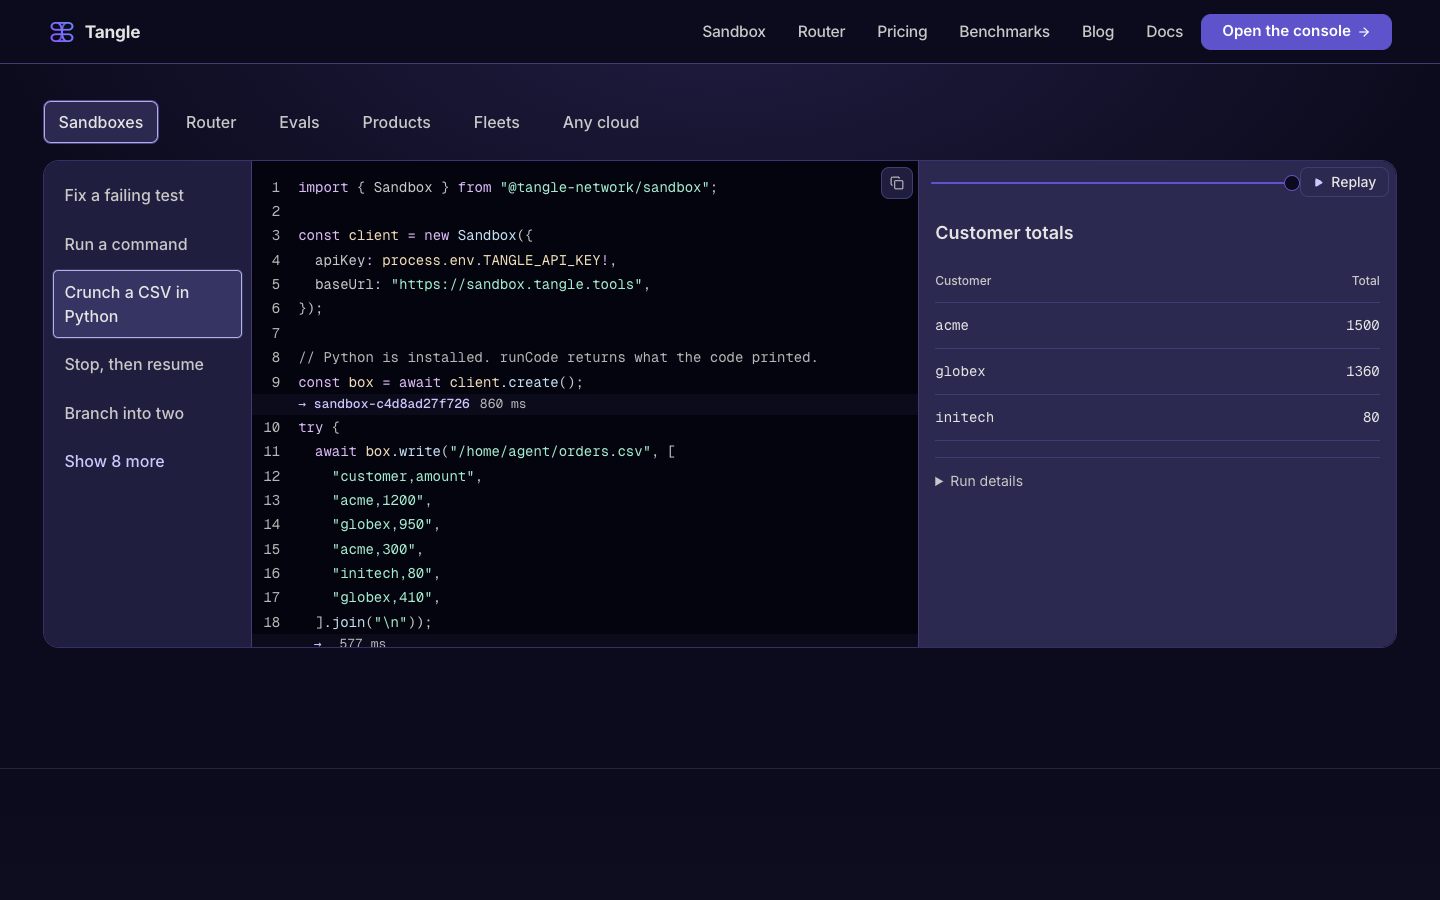 Tangle
Sandbox Router Pricing Benchmarks Blog Docs Open the console →
Sandboxes Router Evals Products Fleets Any cloud
Fix a failing test
Run a command
Crunch a CSV in
Python
Stop, then resume
Branch into two
Show 8 more
1 import { Sandbox } from "@tangle-network/sandbox";
2
3 const client = new Sandbox({
4   apiKey: process.env.TANGLE_API_KEY!,
5   baseUrl: "https://sandbox.tangle.tools",
6 });
7
8 // Python is installed. runCode returns what the code printed.
9 const box = await client.create();
→ sandbox-c4d8ad27f726 860 ms
10 try {
11   await box.write("/home/agent/orders.csv", [
12     "customer,amount",
13     "acme,1200",
14     "globex,950",
15     "acme,300",
16     "initech,80",
17     "globex,410",
18   ].join("\n"));
→ 577 ms
Replay
Customer totals
Customer Total
acme 1500
globex 1360
initech 80
Run details